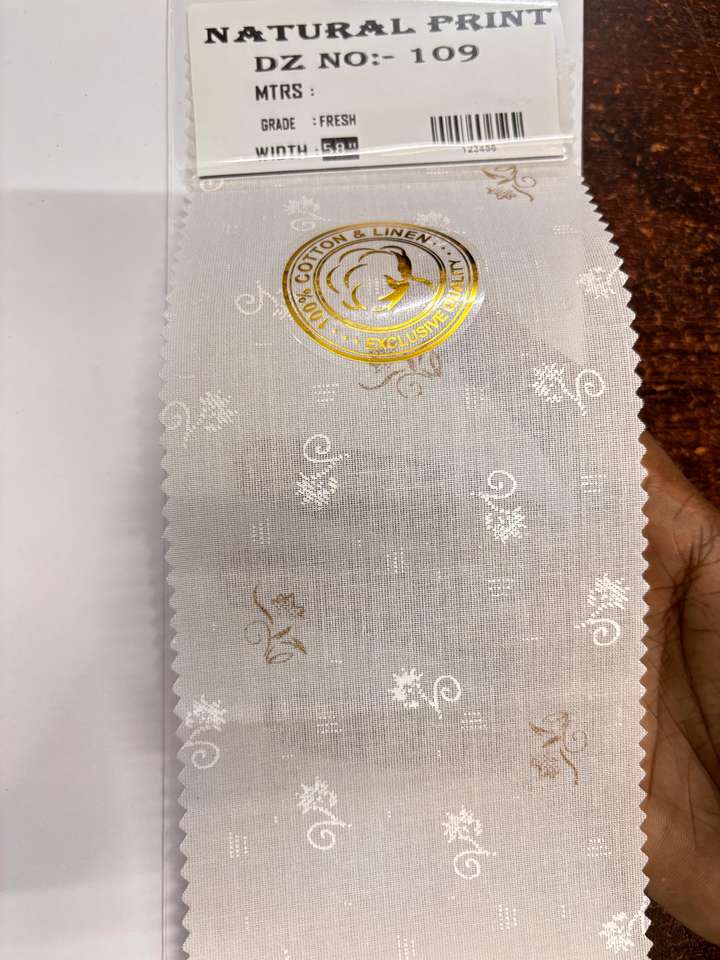 NATURAL PRINT
DZ NO:- 109
MTRS :
GRADE : FRESH
WIDTH : 58"
123456
100% COTTON & LINEN
EXCLUSIVE QUALITY